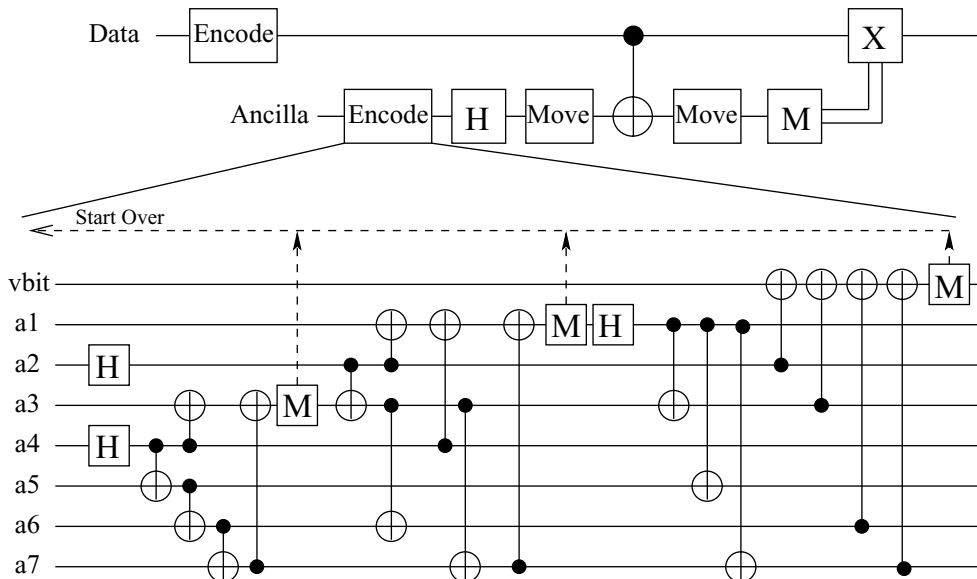 Data Encode X
Ancilla Encode H Move Move M
Start Over
vbit M
a1 M H
a2 H
a3 M
a4 H
a5
a6
a7